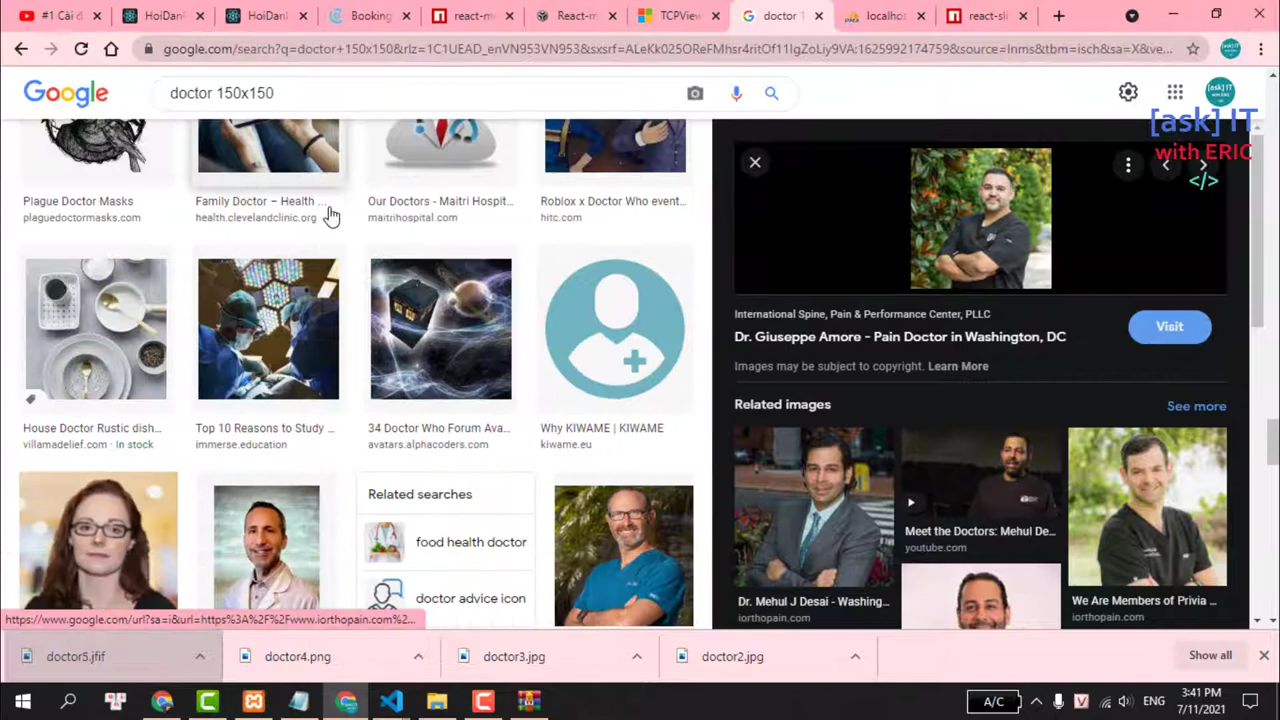 #1 Cài đ
HoiDanI
HoiDanI
Booking
react-m
React-m
TCPView
doctor 1
localhos
react-sli
google.com/search?q=doctor+150x150&rlz=1C1UEAD_enVN953VN953&sxsrf=ALeKk025OReFMhsr4ritOf11IgZoLiy9VA:1625992174759&source=lnms&tbm=isch&sa=X&ve...
Google
doctor 150x150
[ask] IT
with ERIC
</>
Plague Doctor Masks
plaguedoctormasks.com
Family Doctor – Health ...
health.clevelandclinic.org
Our Doctors - Maitri Hospit...
maitrihospital.com
Roblox x Doctor Who event...
hitc.com
House Doctor Rustic dish...
villamadelief.com · In stock
Top 10 Reasons to Study ...
immerse.education
34 Doctor Who Forum Ava...
avatars.alphacoders.com
Why KIWAME | KIWAME
kiwame.eu
Related searches
food health doctor
doctor advice icon
International Spine, Pain & Performance Center, PLLC
Dr. Giuseppe Amore - Pain Doctor in Washington, DC
Visit
Images may be subject to copyright. Learn More
Related images
See more
Dr. Mehul J Desai - Washing...
iorthopain.com
Meet the Doctors: Mehul De...
youtube.com
We Are Members of Privia ...
iorthopain.com
https://www.google.com/url?sa=i&url=https%3A%2F%2Fwww.iorthopain.com%2...
doctor5.jfif
doctor4.png
doctor3.jpg
doctor2.jpg
Show all
A/C
V
ENG
3:41 PM
7/11/2021